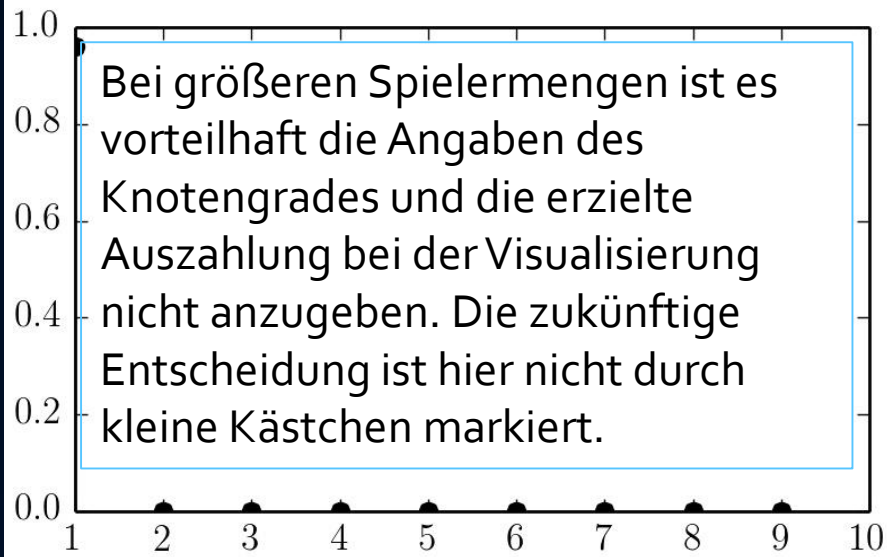 1.0
0.8
0.6
0.4
0.2
0.0
Bei größeren Spielermengen ist es
vorteilhaft die Angaben des
Knotengrades und die erzielte
Auszahlung bei der Visualisierung
nicht anzugeben. Die zukünftige
Entscheidung ist hier nicht durch
kleine Kästchen markiert.
1 2 3 4 5 6 7 8 9 10